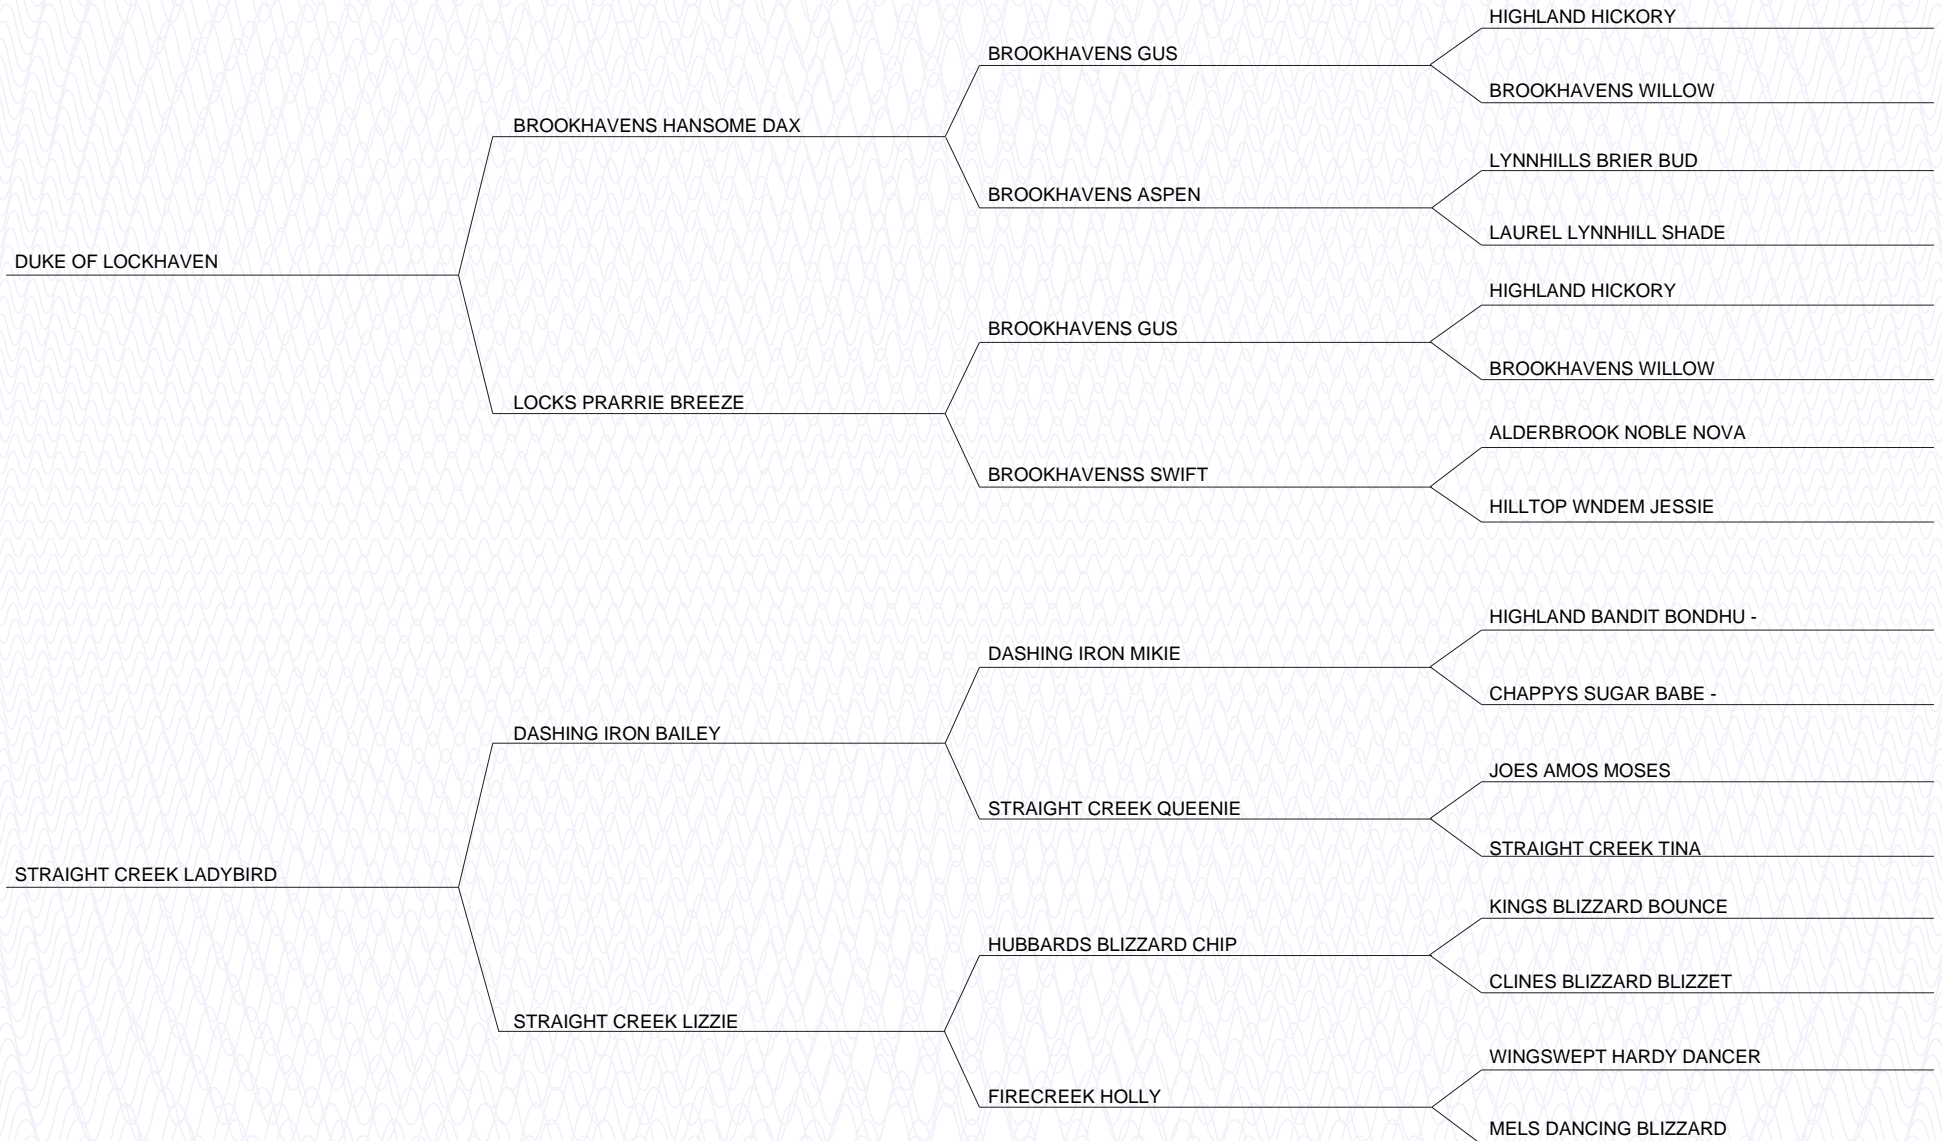 HIGHLAND HICKORY
BROOKHAVENS GUS
BROOKHAVENS WILLOW
BROOKHAVENS HANSOME DAX
LYNNHILLS BRIER BUD
BROOKHAVENS ASPEN
LAUREL LYNNHILL SHADE
DUKE OF LOCKHAVEN
HIGHLAND HICKORY
BROOKHAVENS GUS
BROOKHAVENS WILLOW
LOCKS PRARRIE BREEZE
ALDERBROOK NOBLE NOVA
BROOKHAVENSS SWIFT
HILLTOP WNDEM JESSIE
HIGHLAND BANDIT BONDHU -
DASHING IRON MIKIE
CHAPPYS SUGAR BABE -
DASHING IRON BAILEY
JOES AMOS MOSES
STRAIGHT CREEK QUEENIE
STRAIGHT CREEK TINA
STRAIGHT CREEK LADYBIRD
KINGS BLIZZARD BOUNCE
HUBBARDS BLIZZARD CHIP
CLINES BLIZZARD BLIZZET
STRAIGHT CREEK LIZZIE
WINGSWEPT HARDY DANCER
FIRECREEK HOLLY
MELS DANCING BLIZZARD